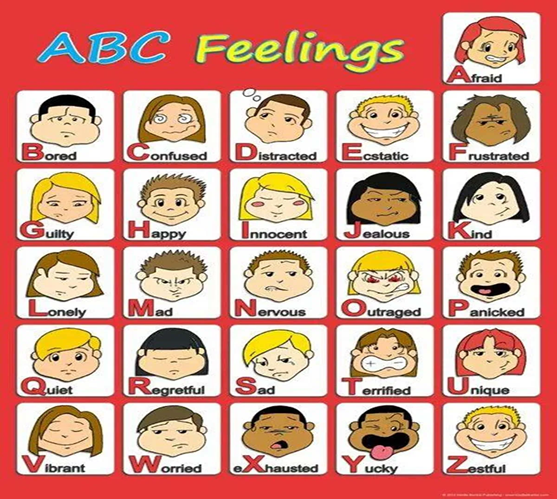 ABC Feelings
Afraid
Bored
Confused
Distracted
Ecstatic
Frustrated
Guilty
Happy
Innocent
Jealous
Kind
Lonely
Mad
Nervous
Outraged
Panicked
Quiet
Regretful
Sad
Terrified
Unique
Vibrant
Worried
eXhausted
Yucky
Zestful